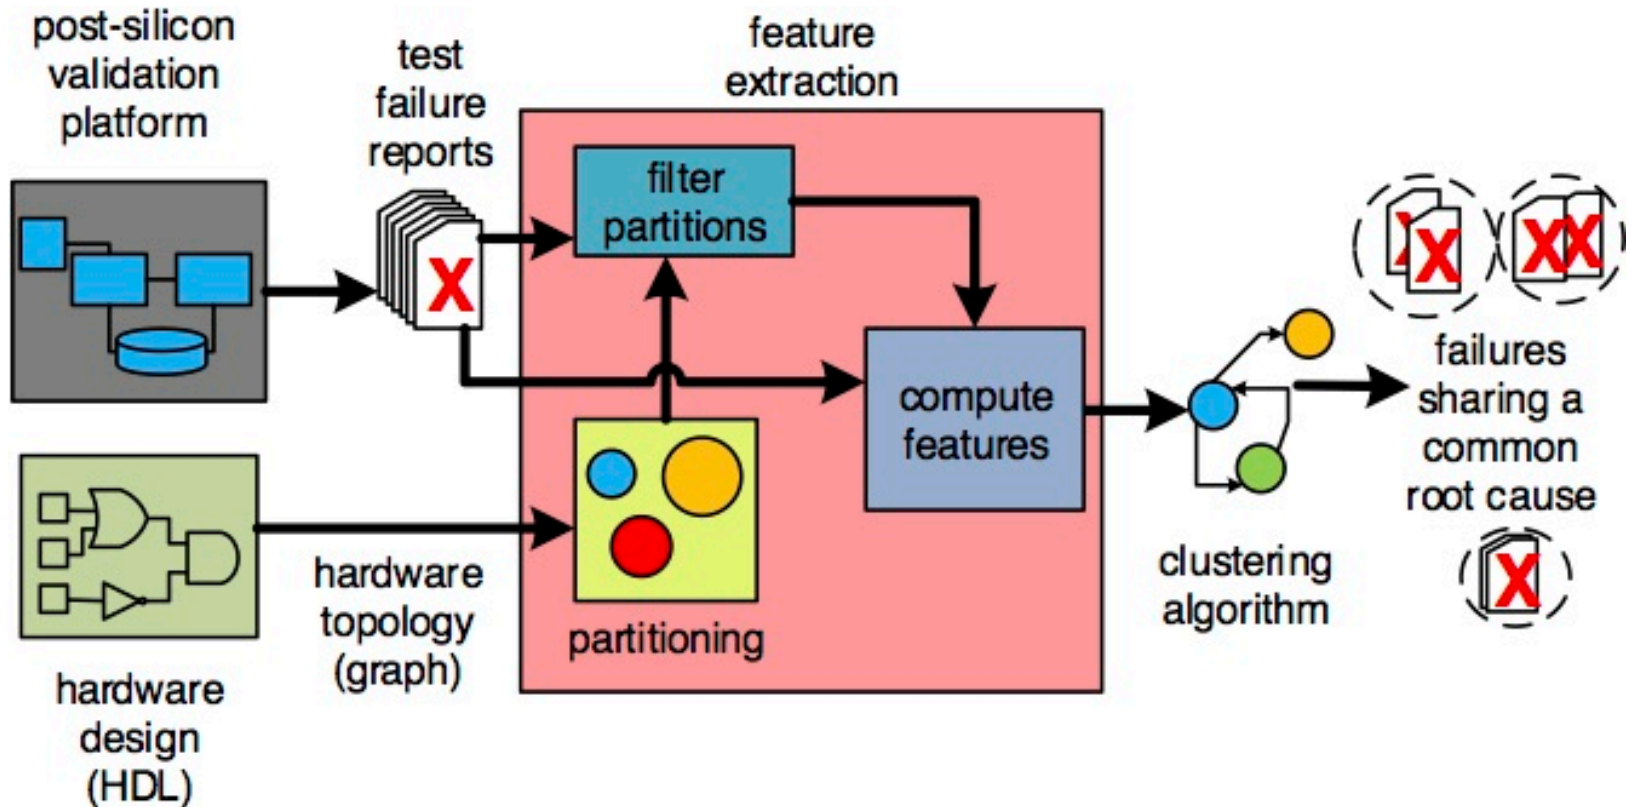 post-silicon
validation
platform
test
failure
reports
feature
extraction
filter
partitions
X
compute
features
partitioning
hardware
topology
(graph)
hardware
design
(HDL)
clustering
algorithm
X X
X X
failures
sharing a
common
root cause
X